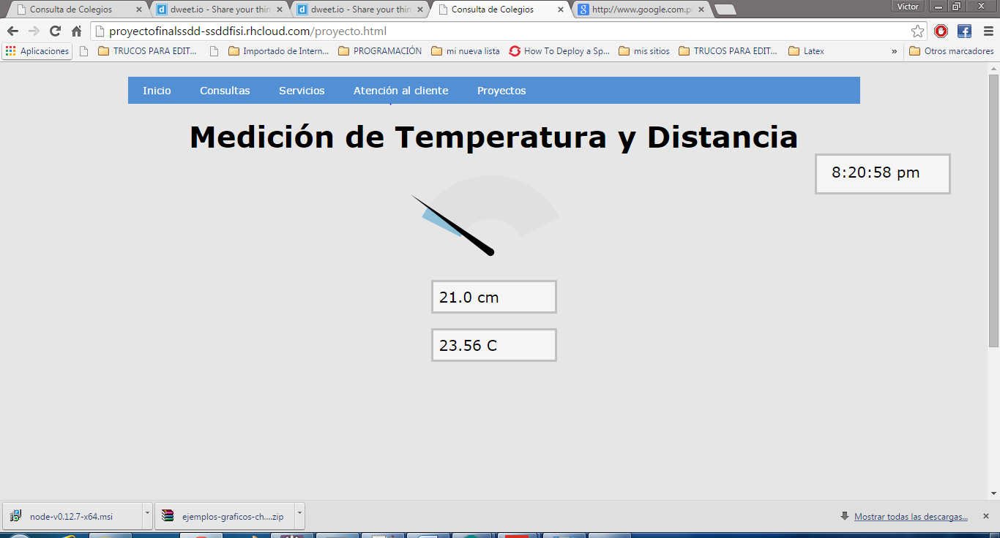 Consulta de Colegios
dweet.io - Share your thin
dweet.io - Share your thin
Consulta de Colegios
http://www.google.com.p
Victor
proyectofinalssdd-ssddfisi.rhcloud.com/proyecto.html
Aplicaciones
TRUCOS PARA EDIT...
Importado de Intern...
PROGRAMACIÓN
mi nueva lista
How To Deploy a Sp...
mis sitios
TRUCOS PARA EDIT...
Latex
»
Otros marcadores
Inicio
Consultas
Servicios
Atención al cliente
Proyectos
Medición de Temperatura y Distancia
8:20:58 pm
21.0 cm
23.56 C
node-v0.12.7-x64.msi
ejemplos-graficos-ch....zip
Mostrar todas las descargas...